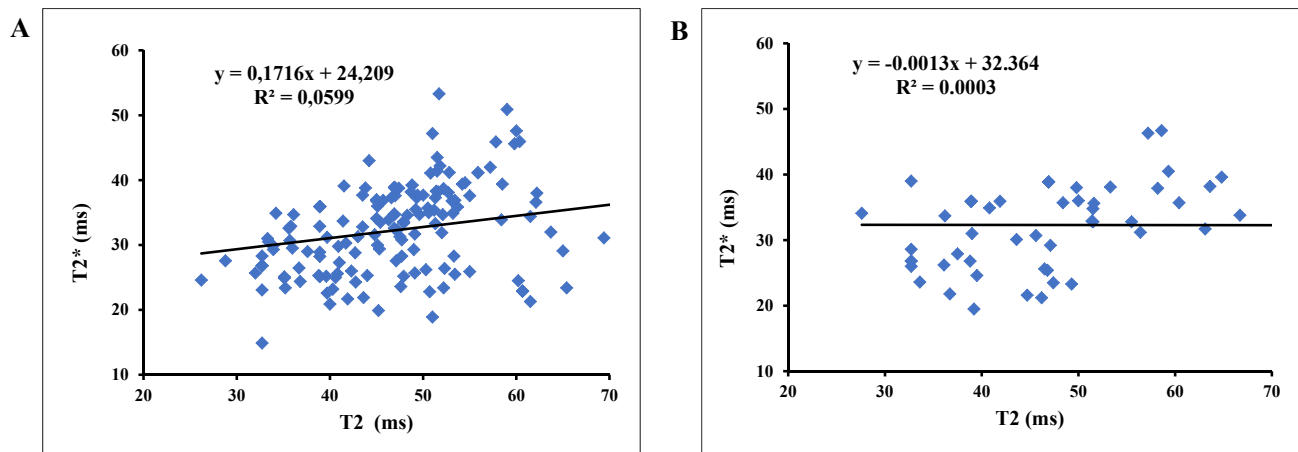 A
y = 0,1716x + 24,209
R² = 0,0599
T2* (ms)
60
50
40
30
20
10
20 30 40 50 60 70
T2 (ms)
B
y = -0.0013x + 32.364
R² = 0.0003
T2* (ms)
60
50
40
30
20
10
20 30 40 50 60 70
T2 (ms)